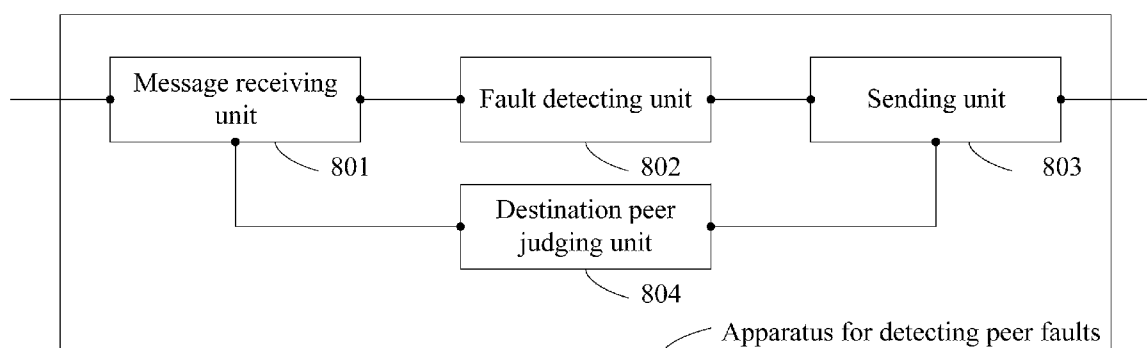 Message receiving
unit
Fault detecting unit
Sending unit
801
802
803
Destination peer
judging unit
804
Apparatus for detecting peer faults